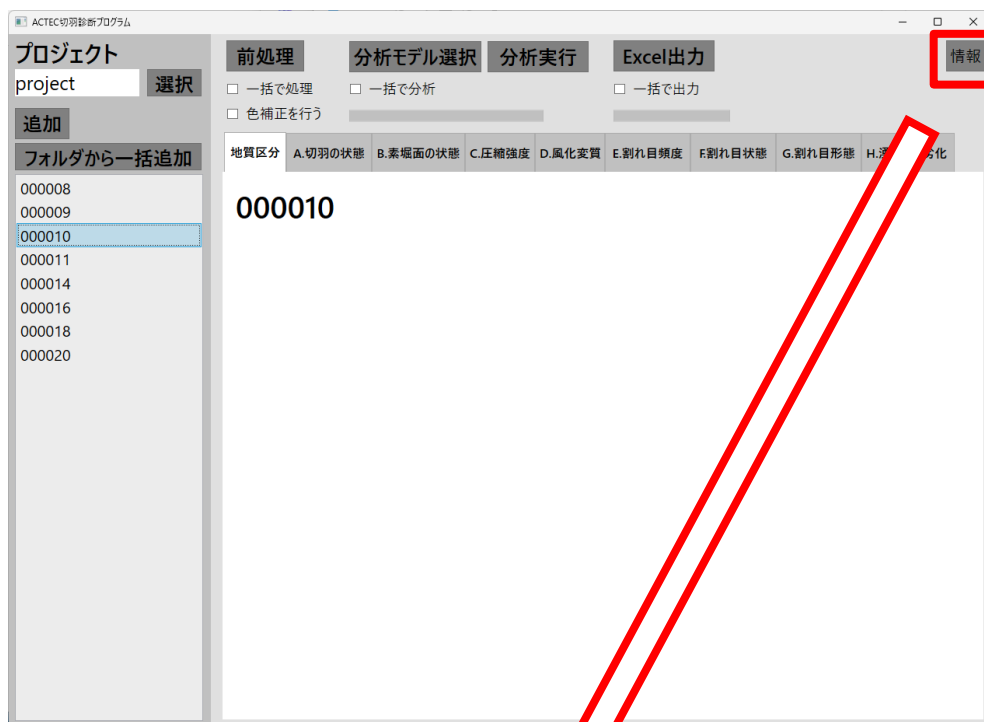 ACTEC切羽診断プログラム
プロジェクト
project 選択
追加
フォルダから一括追加
000008
000009
000010
000011
000014
000016
000018
000020
前処理 分析モデル選択 分析実行 Excel出力 情報
一括で処理 一括で分析 一括で出力
色補正を行う
地質区分 A.切羽の状態 B.素堀面の状態 C.圧縮強度 D.風化変質 E.割れ目頻度 F.割れ目状態 G.割れ目形態 H.湧 劣化
000010